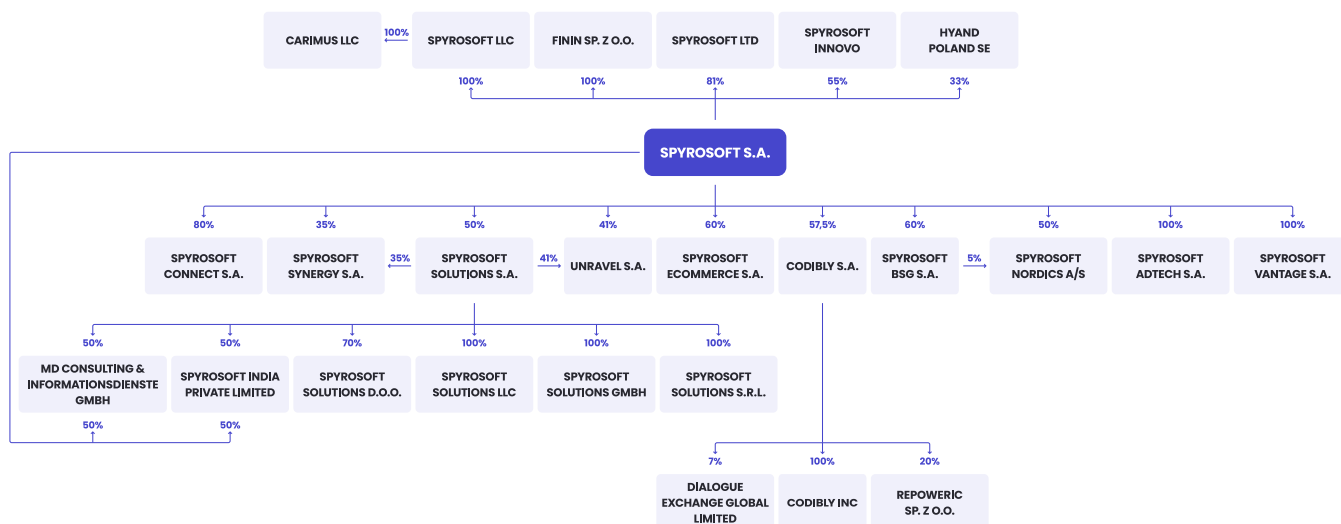 CARIMUS LLC
100%
SPYROSOFT LLC
FININ SP. Z O.O.
SPYROSOFT LTD
SPYROSOFT
INNOVO
HYAND
POLAND SE
100%
100%
81%
55%
33%
SPYROSOFT S.A.
80%
35%
50%
41%
60%
57,5%
60%
50%
100%
100%
SPYROSOFT
CONNECT S.A.
SPYROSOFT
SYNERGY S.A.
35%
SPYROSOFT
SOLUTIONS S.A.
41%
UNRAVEL S.A.
SPYROSOFT
ECOMMERCE S.A.
CODIBLY S.A.
SPYROSOFT
BSG S.A.
5%
SPYROSOFT
NORDICS A/S
SPYROSOFT
ADTECH S.A.
SPYROSOFT
VANTAGE S.A.
50%
50%
70%
100%
100%
100%
MD CONSULTING &
INFORMATIONSDIENSTE
GMBH
SPYROSOFT INDIA
PRIVATE LIMITED
SPYROSOFT
SOLUTIONS D.O.O.
SPYROSOFT
SOLUTIONS LLC
SPYROSOFT
SOLUTIONS GMBH
SPYROSOFT
SOLUTIONS S.R.L.
50%
50%
7%
100%
20%
DIALOGUE
EXCHANGE GLOBAL
LIMITED
CODIBLY INC
REPOWERIC
SP. Z O.O.